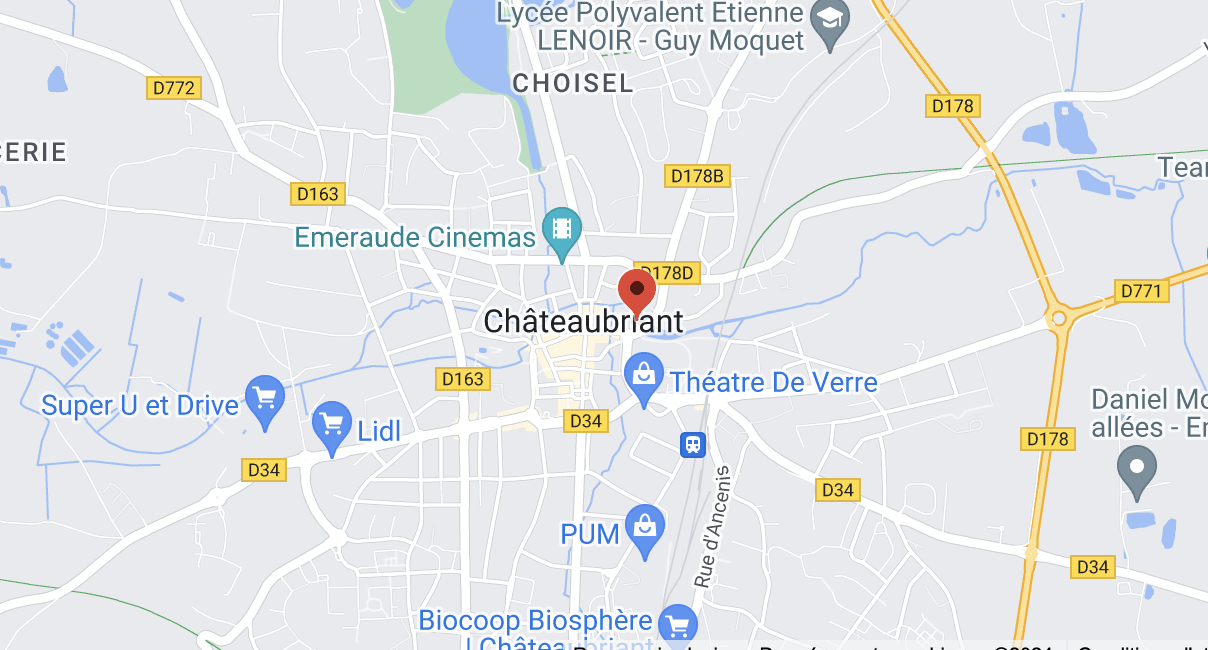 Lycée Polyvalent Etienne
LENOIR - Guy Moquet
CHOISEL
D772
D178
CERIE
Tear
D178B
D163
Emeraude Cinemas
D178D
D771
Châteaubriant
D163
Théatre De Verre
Super U et Drive
Daniel Mo
allées - Er
D34
Lidl
D178
D34
D34
Rue d'Ancenis
PUM
D34
Biocoop Biosphère
| Châteaubriant